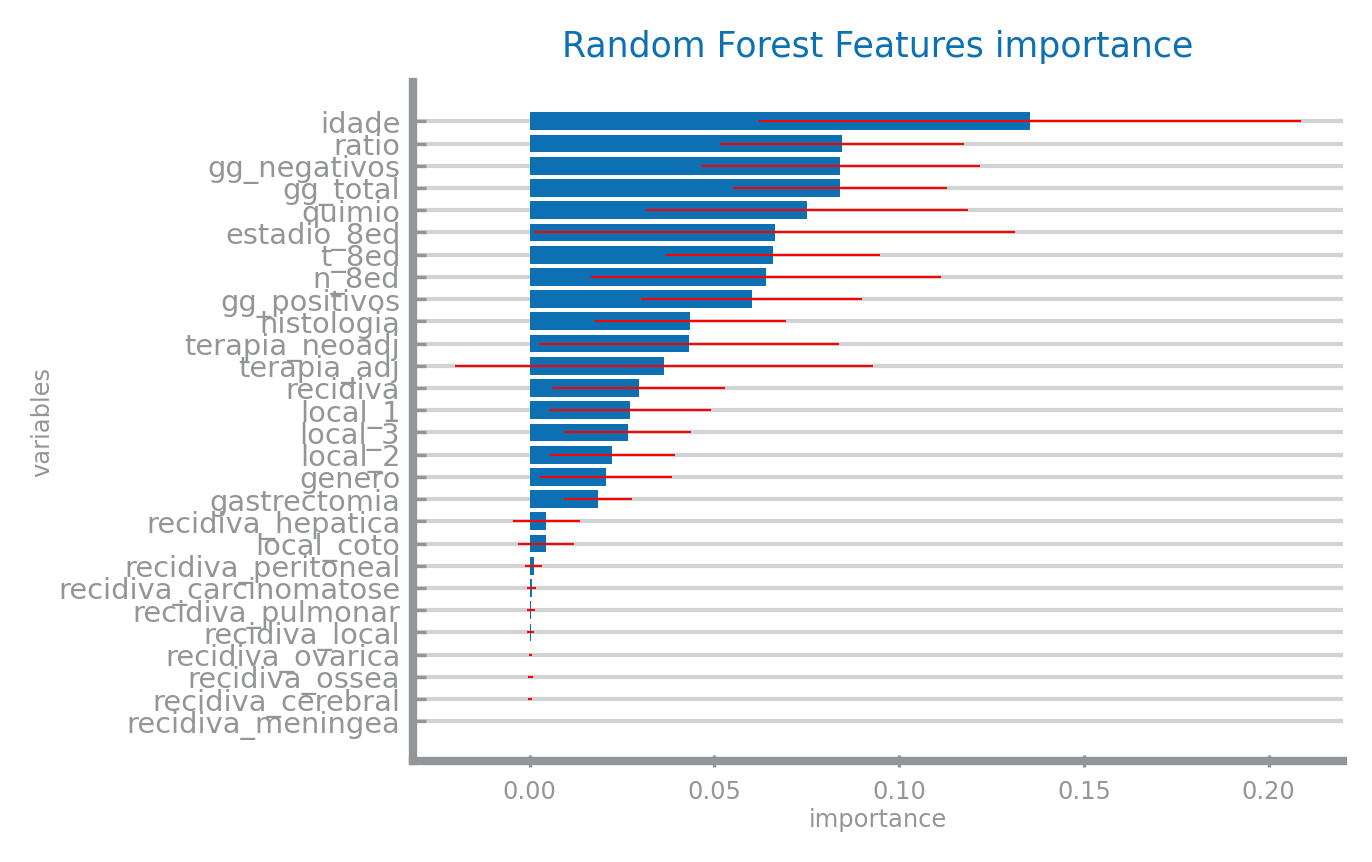 Random Forest Features importance
idade
ratio
gg_negativos
gg_total
quimio
estadio_8ed
t_8ed
n_8ed
gg_positivos
histologia
terapia_neoadj
terapia_adj
recidiva
local_1
local_3
local_2
genero
gastrectomia
recidiva_hepatica
local_coto
recidiva_peritoneal
recidiva_carcinomatose
recidiva_pulmonar
recidiva_local
recidiva_ovarica
recidiva_ossea
recidiva_cerebral
recidiva_meningea
variables
0.00 0.05 0.10 0.15 0.20
importance